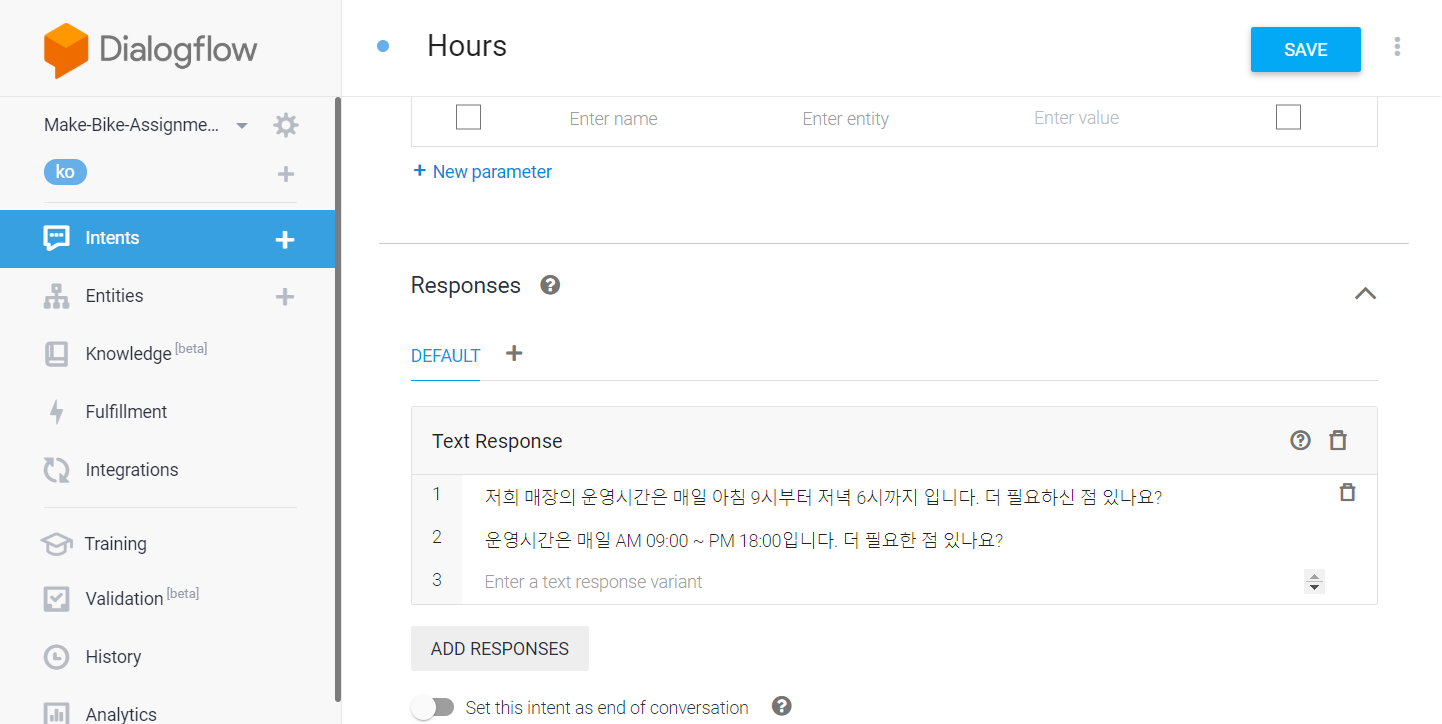 Dialogflow
Hours
SAVE
Make-Bike-Assignme...
ko
Intents
Entities
Knowledge [beta]
Fulfillment
Integrations
Training
Validation [beta]
History
Analytics
Enter name Enter entity Enter value
+ New parameter
Responses
DEFAULT
Text Response
1 저희 매장의 운영시간은 매일 아침 9시부터 저녁 6시까지 입니다. 더 필요하신 점 있나요?
2 운영시간은 매일 AM 09:00 ~ PM 18:00입니다. 더 필요한 점 있나요?
3 Enter a text response variant
ADD RESPONSES
Set this intent as end of conversation